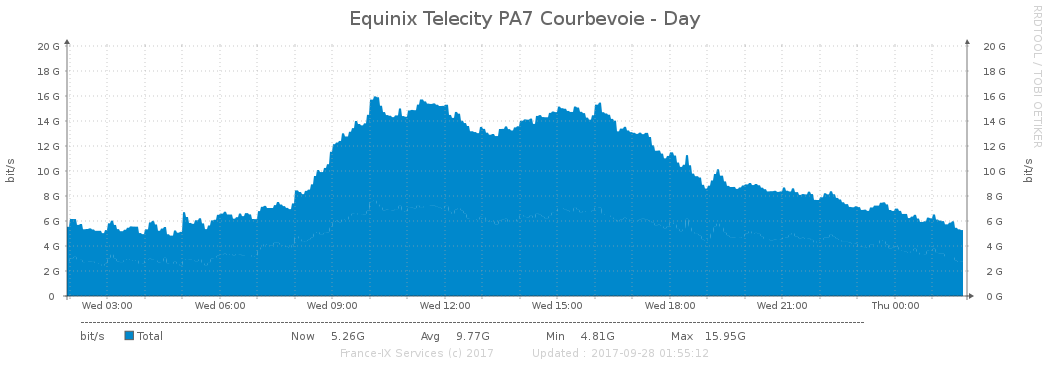 Equinix Telecity PA7 Courbevoie - Day
RRDTOOL / TOBI OETIKER
bit/s
20 G
18 G
16 G
14 G
12 G
10 G
8 G
6 G
4 G
2 G
0
20 G
18 G
16 G
14 G
12 G
10 G
8 G
6 G
4 G
2 G
0 G
bit/s
Wed 03:00 Wed 06:00 Wed 09:00 Wed 12:00 Wed 15:00 Wed 18:00 Wed 21:00 Thu 00:00
bit/s Total Now 5.26G Avg 9.77G Min 4.81G Max 15.95G
France-IX Services (c) 2017 Updated : 2017-09-28 01:55:12